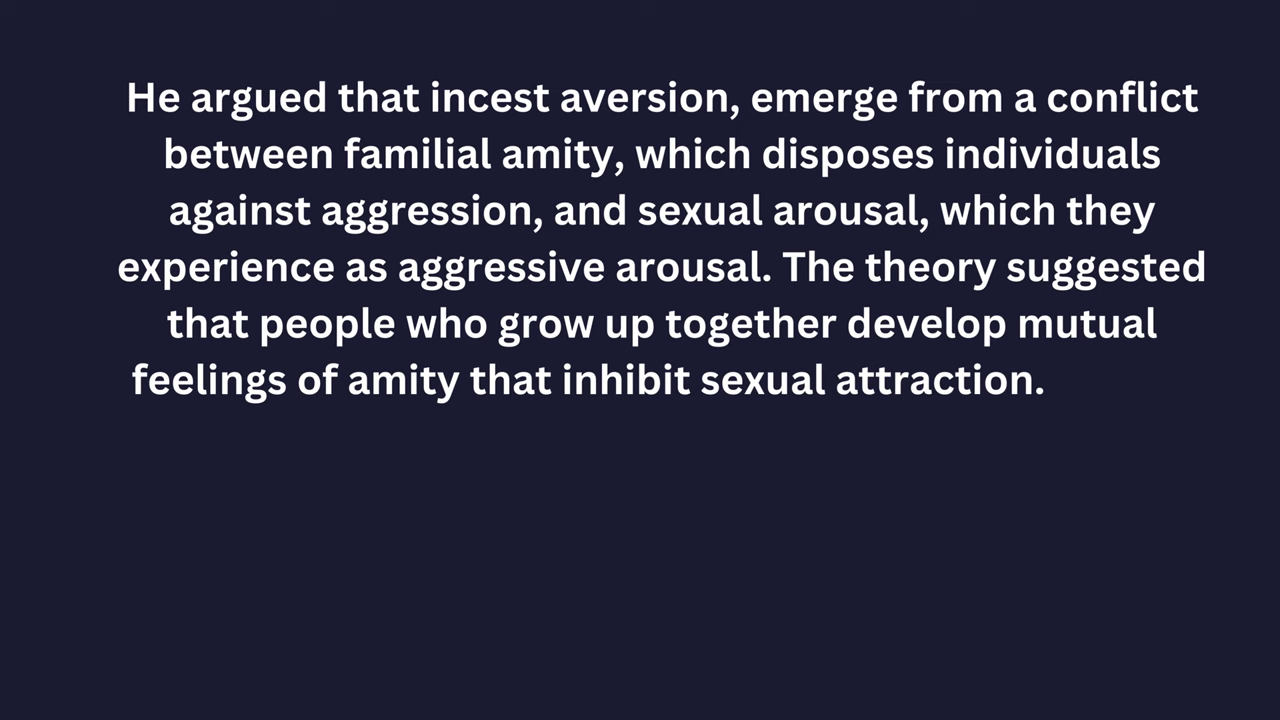 He argued that incest aversion, emerge from a conflict
between familial amity, which disposes individuals
against aggression, and sexual arousal, which they
experience as aggressive arousal. The theory suggested
that people who grow up together develop mutual
feelings of amity that inhibit sexual attraction.